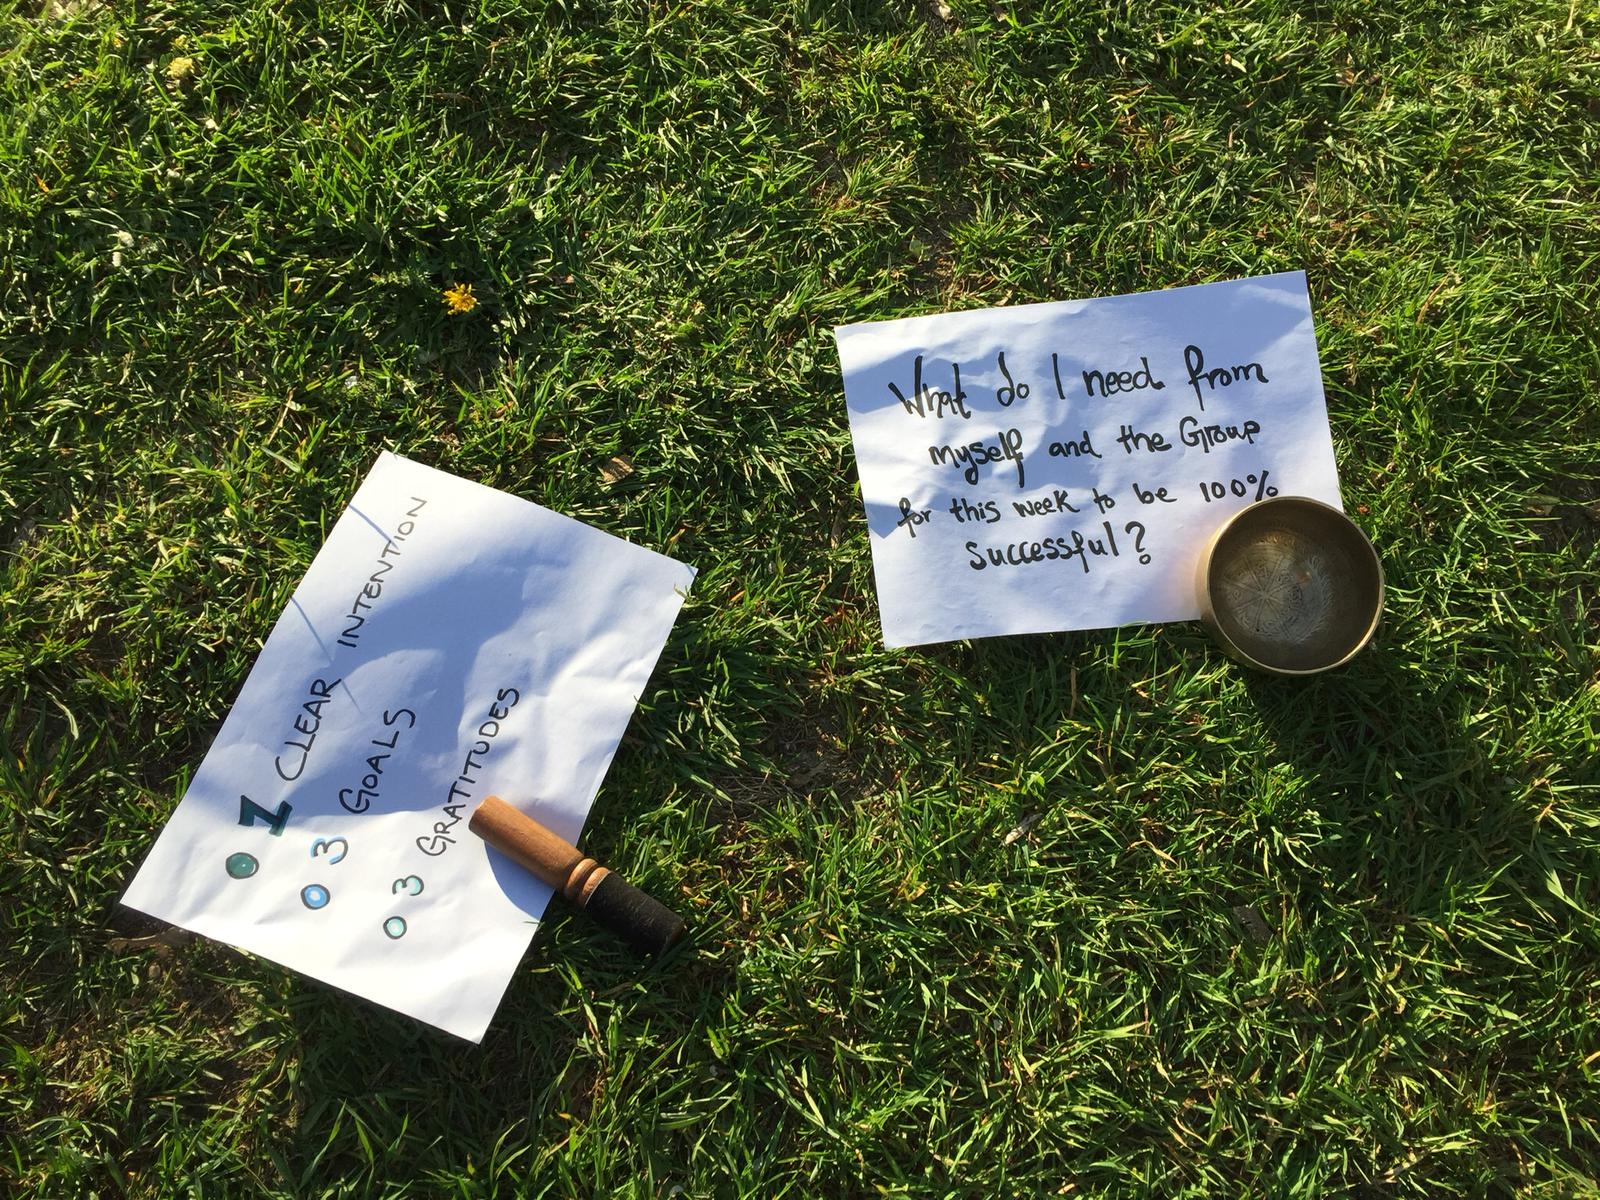 1 CLEAR INTENTION
3 GOALS
3 GRATITUDES
What do I need from
myself and the Group
for this week to be 100%
Successful?